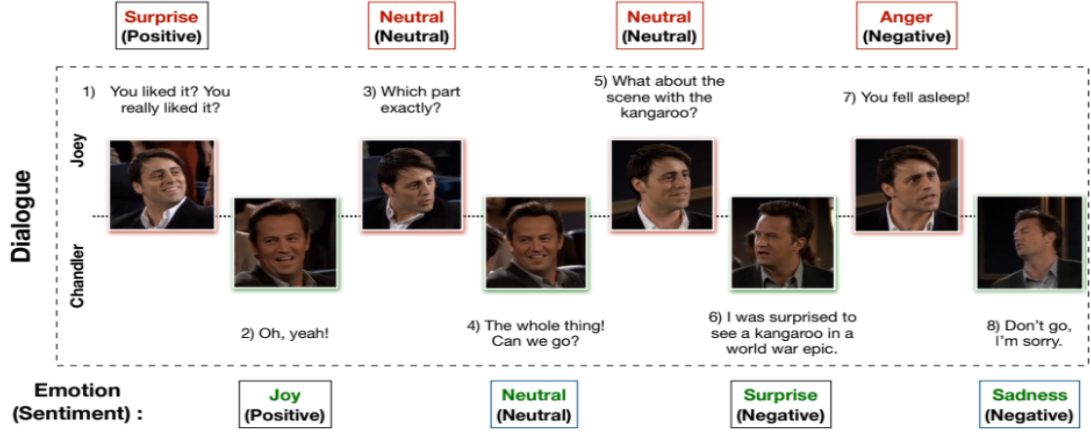 Surprise
(Positive)
Neutral
(Neutral)
Neutral
(Neutral)
Anger
(Negative)
Dialogue
Joey
Chandler
1) You liked it? You
really liked it?
3) Which part
exactly?
5) What about the
scene with the
kangaroo?
7) You fell asleep!
2) Oh, yeah!
4) The whole thing!
Can we go?
6) I was surprised to
see a kangaroo in a
world war epic.
8) Don't go,
I'm sorry.
Emotion
(Sentiment) :
Joy
(Positive)
Neutral
(Neutral)
Surprise
(Negative)
Sadness
(Negative)